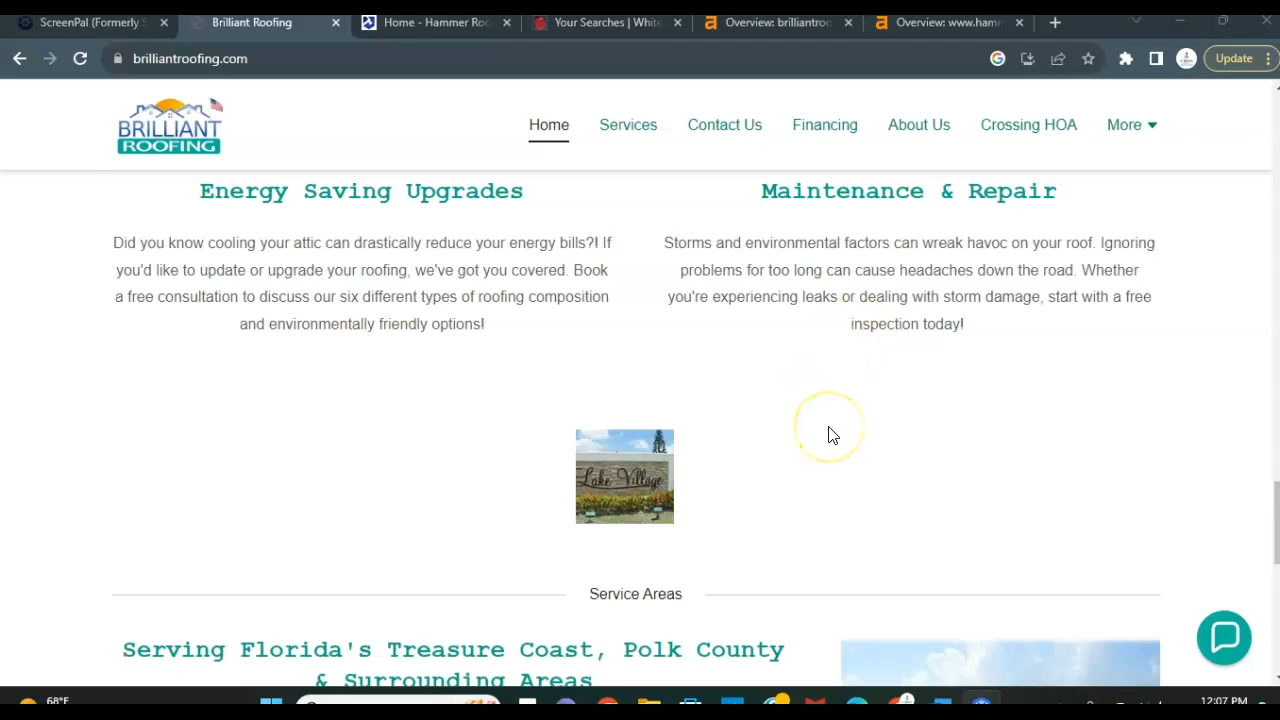 ScreenPal (Formerly S
Brilliant Roofing
Home - Hammer Roo
Your Searches | White
Overview: brilliantroo
Overview: www.ham
brilliantroofing.com
Update
BRILLIANT
ROOFING
Home
Services
Contact Us
Financing
About Us
Crossing HOA
More
Energy Saving Upgrades
Did you know cooling your attic can drastically reduce your energy bills?! If
you'd like to update or upgrade your roofing, we've got you covered. Book
a free consultation to discuss our six different types of roofing composition
and environmentally friendly options!
Maintenance & Repair
Storms and environmental factors can wreak havoc on your roof. Ignoring
problems for too long can cause headaches down the road. Whether
you're experiencing leaks or dealing with storm damage, start with a free
inspection today!
Lake Village
Service Areas
Serving Florida's Treasure Coast, Polk County
& Surrounding Areas
68°F
12:07 PM